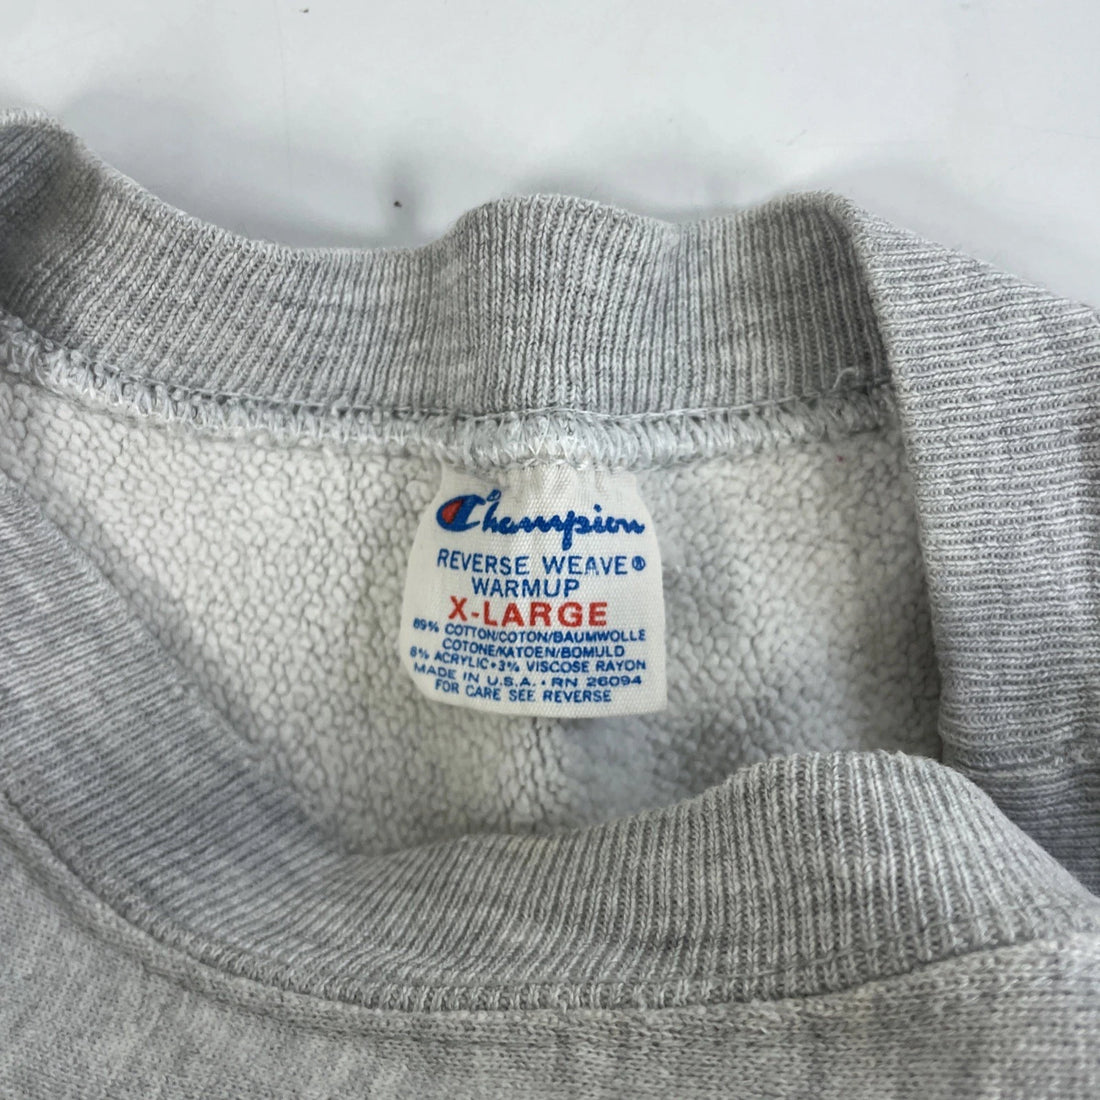 Champion
REVERSE WEAVE®
WARMUP
X-LARGE
89% COTTON/COTON/BAUMWOLLE
COTONE/KATOEN/BOMULD
8% ACRYLIC•3% VISCOSE RAYON
MADE IN U.S.A. • RN 26094
FOR CARE SEE REVERSE